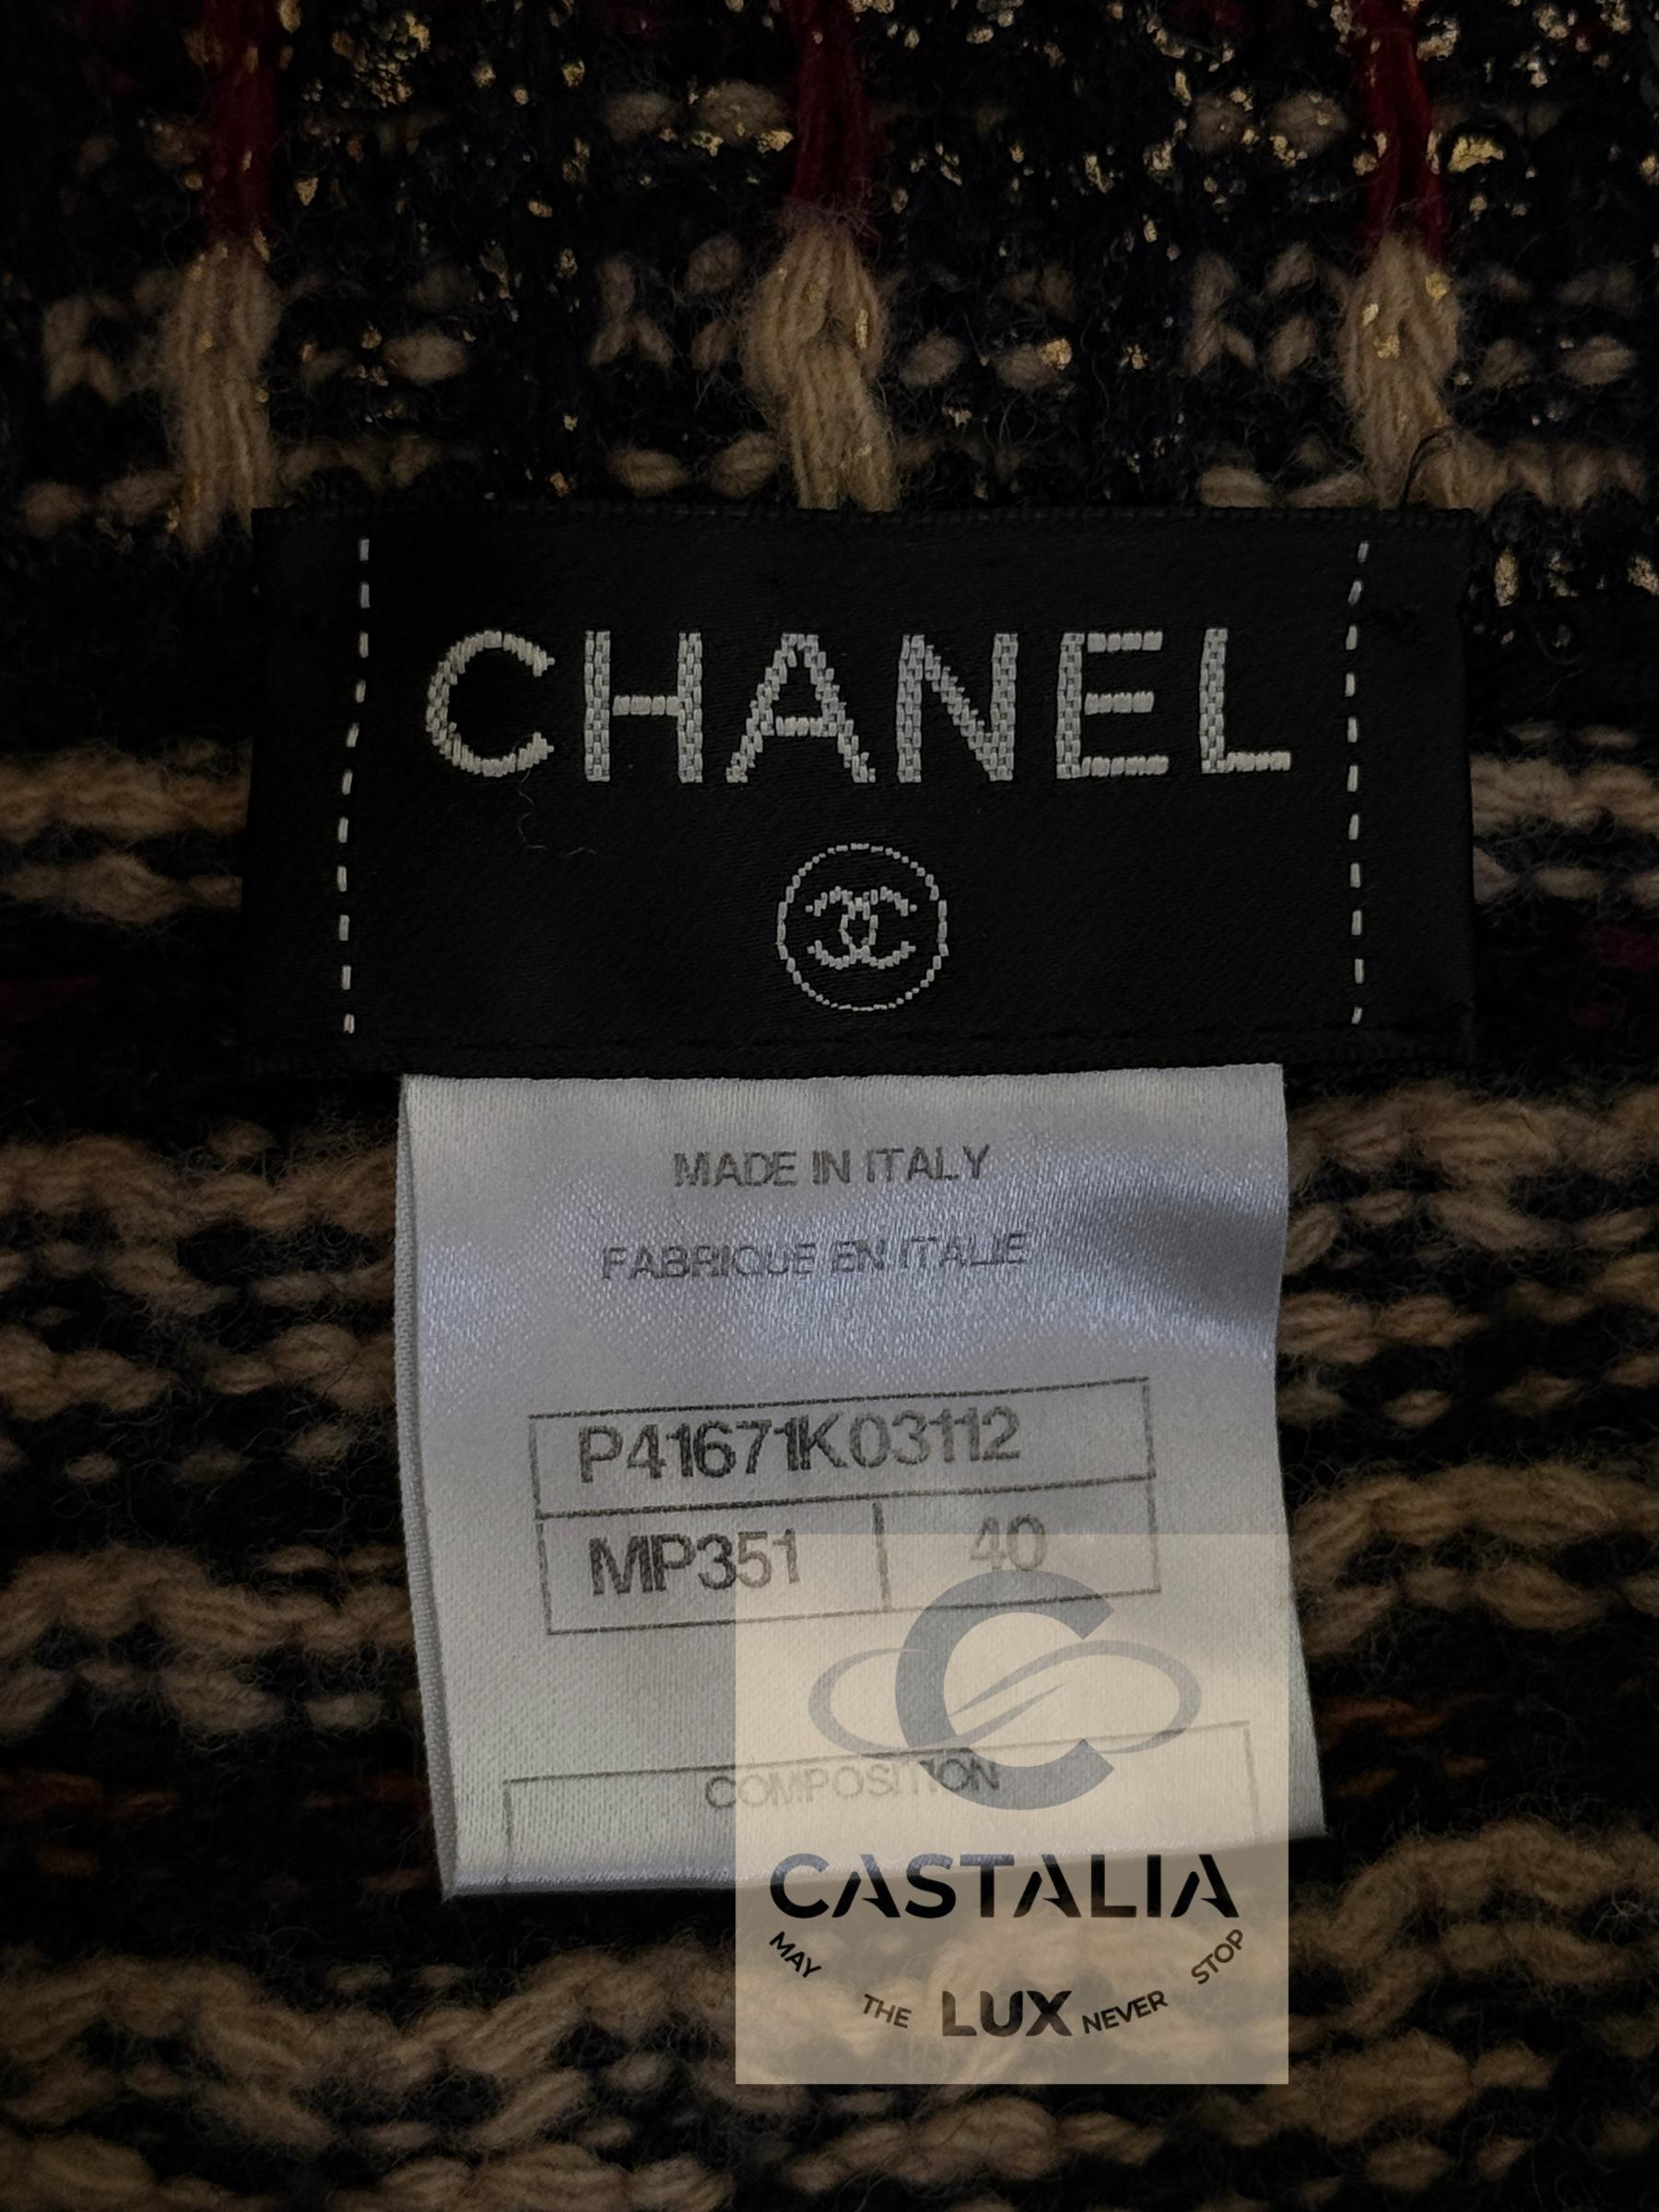 CHANEL
MADE IN ITALY
FABRIQUE EN ITALIE
P41671K03112
MP351 40
COMPOSITION
CASTALIA
MAY THE LUX NEVER STOP